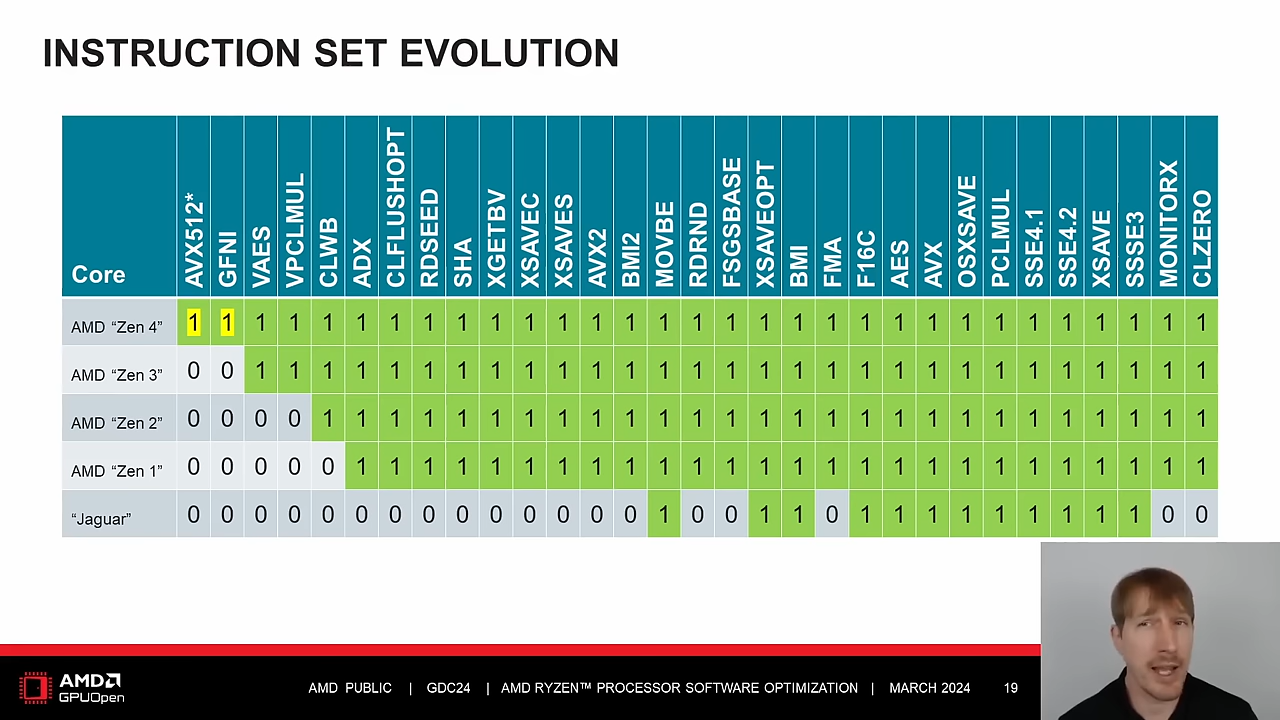 INSTRUCTION SET EVOLUTION
Core AVX512* GFNI VAES VPCLMUL CLWB ADX CLFLUSHOPT RDSEED SHA XGETBV XSAVEC XSAVES AVX2 BMI2 MOVBE RDRND FSGSBASE XSAVEOPT BMI FMA F16C AES AVX OSXSAVE PCLMUL SSE4.1 SSE4.2 XSAVE SSSE3 MONITORX CLZERO
AMD “Zen 4” 1 1 1 1 1 1 1 1 1 1 1 1 1 1 1 1 1 1 1 1 1 1 1 1 1 1 1 1 1 1 1
AMD “Zen 3” 0 0 1 1 1 1 1 1 1 1 1 1 1 1 1 1 1 1 1 1 1 1 1 1 1 1 1 1 1 1 1
AMD “Zen 2” 0 0 0 0 1 1 1 1 1 1 1 1 1 1 1 1 1 1 1 1 1 1 1 1 1 1 1 1 1 1 1
AMD “Zen 1” 0 0 0 0 0 1 1 1 1 1 1 1 1 1 1 1 1 1 1 1 1 1 1 1 1 1 1 1 1 1 1
“Jaguar” 0 0 0 0 0 0 0 0 0 0 0 0 0 0 1 0 0 1 1 0 1 1 1 1 1 1 1 1 1 0 0
AMD
GPUOpen
AMD PUBLIC | GDC24 | AMD RYZEN™ PROCESSOR SOFTWARE OPTIMIZATION | MARCH 2024 19